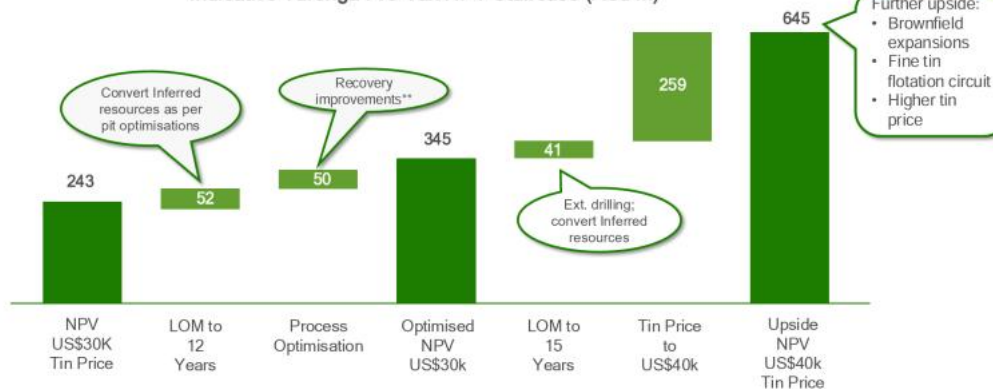 Further upside:
• Brownfield
expansions
• Fine tin
flotation circuit
• Higher tin
price
645
259
Recovery
improvements**
Convert Inferred
resources as per
pit optimisations
345
41
50
243
52
Ext. drilling;
convert Inferred
resources
NPV
US$30K
Tin Price
LOM to
12
Years
Process
Optimisation
Optimised
NPV
US$30k
LOM to
15
Years
Tin Price
to
US$40k
Upside
NPV
US$40k
Tin Price